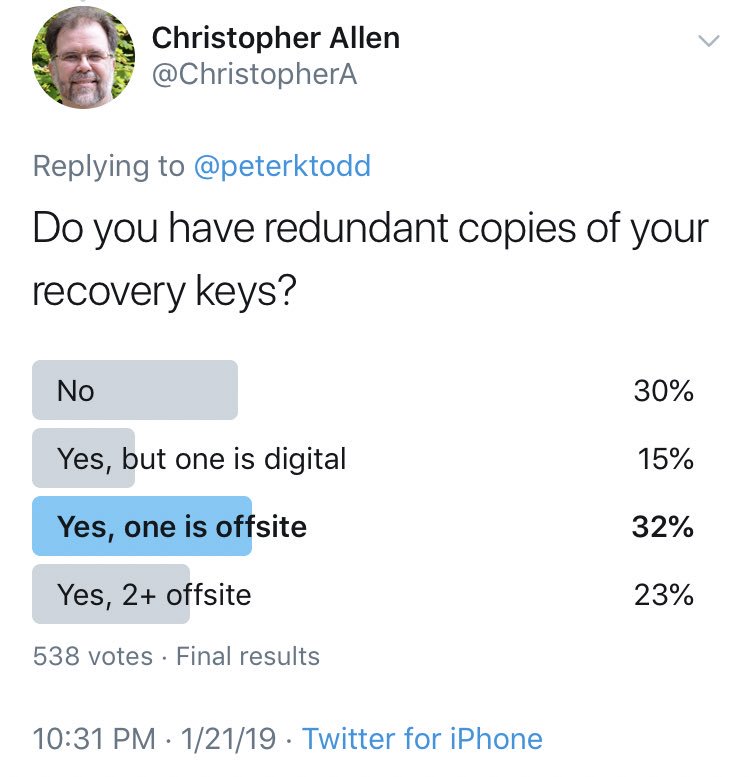 Christopher Allen
@ChristopherA
Replying to @peterktodd
Do you have redundant copies of your
recovery keys?
No 30%
Yes, but one is digital 15%
Yes, one is offsite 32%
Yes, 2+ offsite 23%
538 votes · Final results
10:31 PM · 1/21/19 · Twitter for iPhone